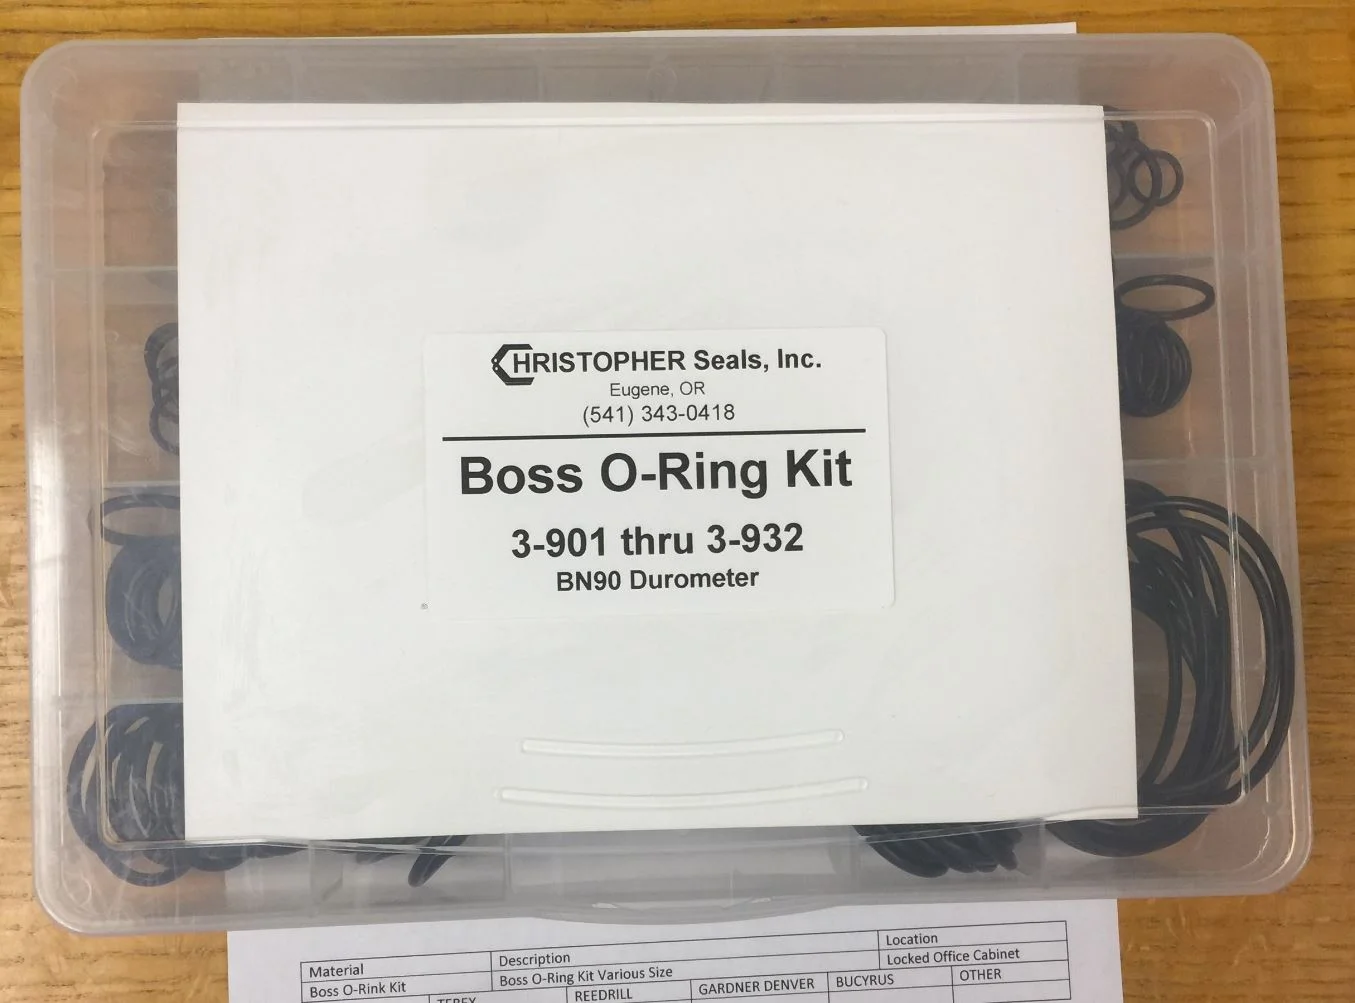 CHRISTOPHER Seals, Inc.
Eugene, OR
(541) 343-0418
Boss O-Ring Kit
3-901 thru 3-932
BN90 Durometer
Material Description Location
Boss O-Rink Kit Boss O-Ring Kit Various Size Locked Office Cabinet
TEREX REEDRILL GARDNER DENVER BUCYRUS OTHER